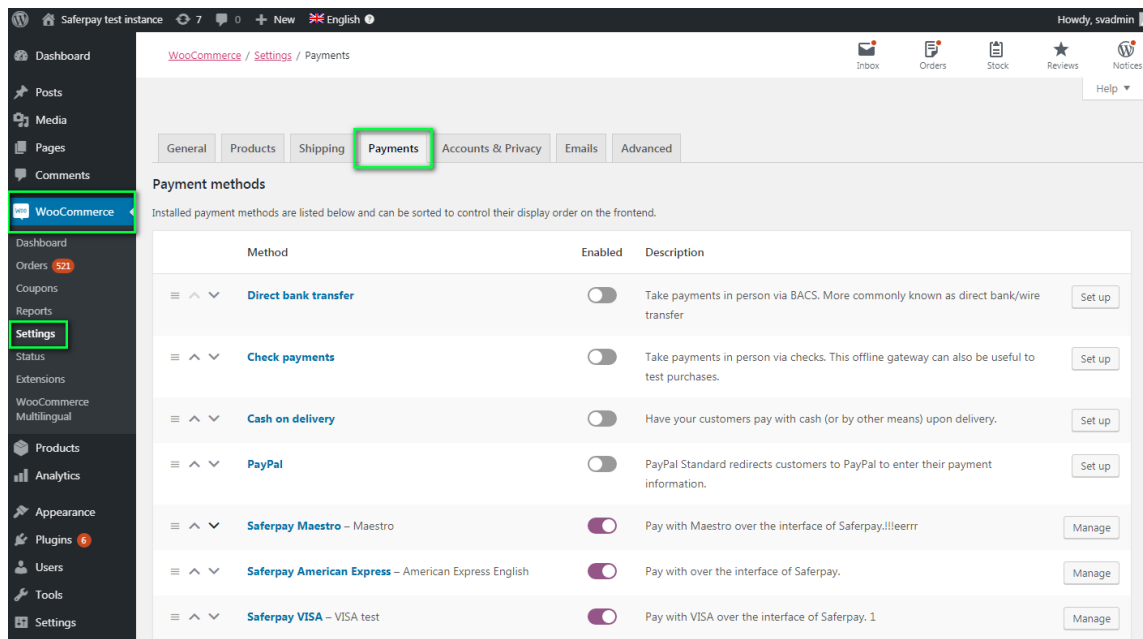 Saferpay test instance 7 0 + New English Howdy, svadmin
Dashboard
Posts
Media
Pages
Comments
WooCommerce
Dashboard
Orders 521
Coupons
Reports
Settings
Status
Extensions
WooCommerce
Multilingual
Products
Analytics
Appearance
Plugins 6
Users
Tools
Settings
WooCommerce / Settings / Payments
Inbox Orders Stock Reviews Notices
Help
General Products Shipping Payments Accounts & Privacy Emails Advanced
Payment methods
Installed payment methods are listed below and can be sorted to control their display order on the frontend.
Method Enabled Description
Direct bank transfer Take payments in person via BACS. More commonly known as direct bank/wire
transfer Set up
Check payments Take payments in person via checks. This offline gateway can also be useful to
test purchases. Set up
Cash on delivery Have your customers pay with cash (or by other means) upon delivery. Set up
PayPal PayPal Standard redirects customers to PayPal to enter their payment
information. Set up
Saferpay Maestro – Maestro Pay with Maestro over the interface of Saferpay.!!!eerrr Manage
Saferpay American Express – American Express English Pay with over the interface of Saferpay. Manage
Saferpay VISA – VISA test Pay with VISA over the interface of Saferpay. 1 Manage